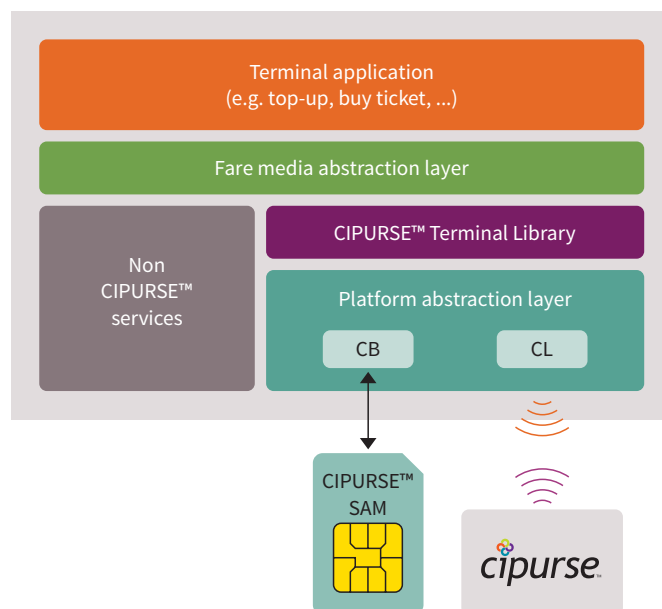 Terminal application
(e.g. top-up, buy ticket, ...)
Fare media abstraction layer
Non
CIPURSE™
services
CIPURSE™ Terminal Library
Platform abstraction layer
CB
CL
CIPURSE™
SAM
cipurse™